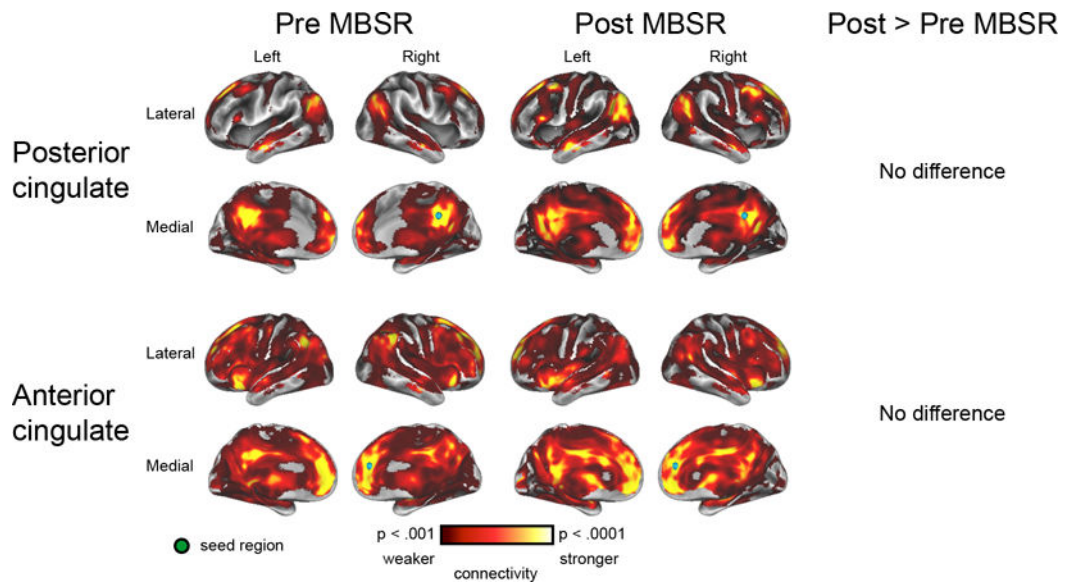 Pre MBSR
Post MBSR
Post > Pre MBSR
Left
Right
Left
Right
Lateral
Posterior
cingulate
No difference
Medial
Lateral
Anterior
cingulate
No difference
Medial
seed region
p < .001
p < .0001
weaker
stronger
connectivity